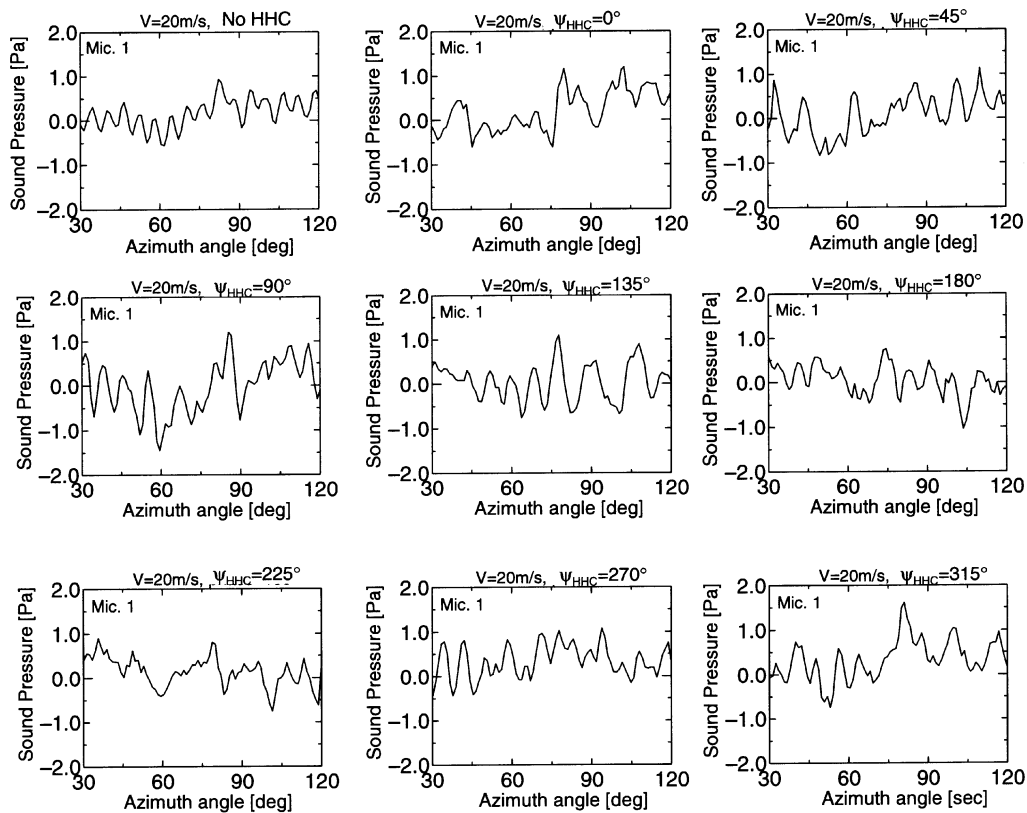 V=20m/s, No HHC
Mic. 1
Sound Pressure [Pa]
2.0
1.0
0.0
−1.0
−2.0
30 60 90 120
Azimuth angle [deg]
V=20m/s, ψHHC=0°
Mic. 1
Sound Pressure [Pa]
2.0
1.0
0.0
−1.0
−2.0
30 60 90 120
Azimuth angle [deg]
V=20m/s, ψHHC=45°
Mic. 1
Sound Pressure [Pa]
2.0
1.0
0.0
−1.0
−2.0
30 60 90 120
Azimuth angle [deg]
V=20m/s, ψHHC=90°
Mic. 1
Sound Pressure [Pa]
2.0
1.0
0.0
−1.0
−2.0
30 60 90 120
Azimuth angle [deg]
V=20m/s, ψHHC=135°
Mic. 1
Sound Pressure [Pa]
2.0
1.0
0.0
−1.0
−2.0
30 60 90 120
Azimuth angle [deg]
V=20m/s, ψHHC=180°
Mic. 1
Sound Pressure [Pa]
2.0
1.0
0.0
−1.0
−2.0
30 60 90 120
Azimuth angle [deg]
V=20m/s, ψHHC=225°
Mic. 1
Sound Pressure [Pa]
2.0
1.0
0.0
−1.0
−2.0
30 60 90 120
Azimuth angle [deg]
V=20m/s, ψHHC=270°
Mic. 1
Sound Pressure [Pa]
2.0
1.0
0.0
−1.0
−2.0
30 60 90 120
Azimuth angle [deg]
V=20m/s, ψHHC=315°
Mic. 1
Sound Pressure [Pa]
2.0
1.0
0.0
−1.0
−2.0
30 60 90 120
Azimuth angle [sec]